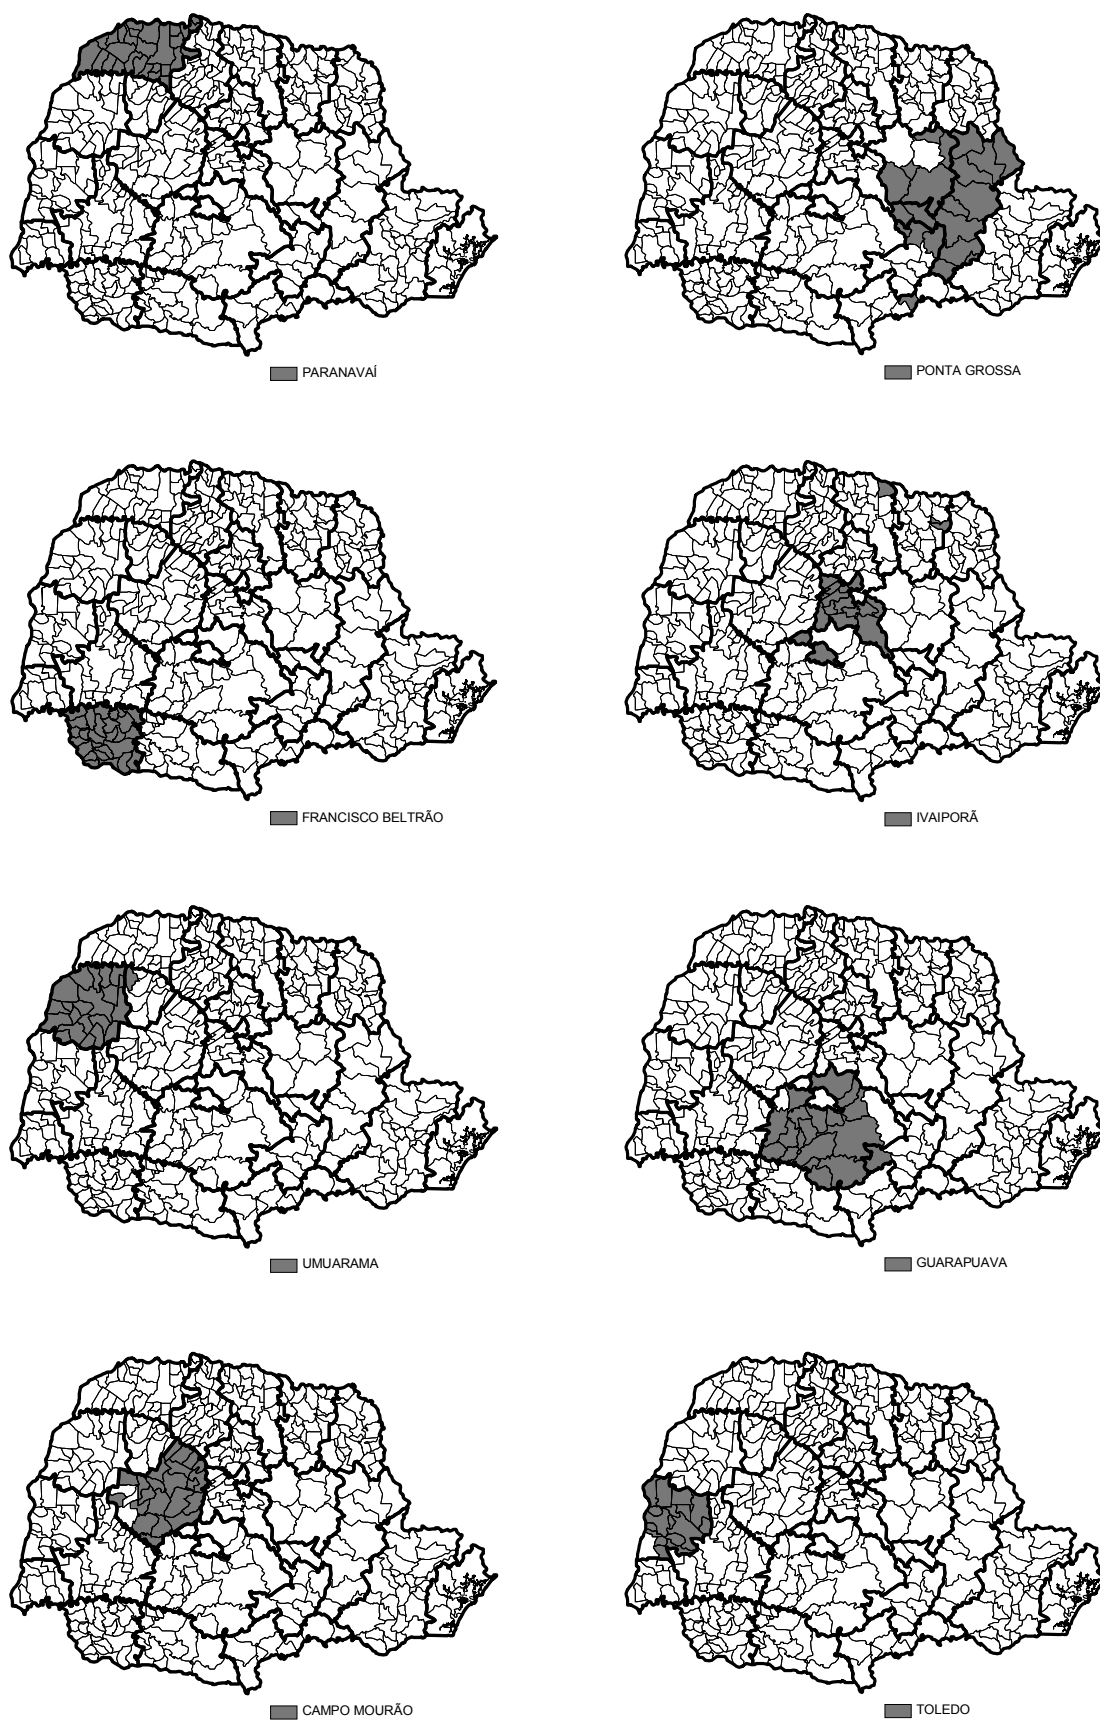 PARANAVAÍ
PONTA GROSSA
FRANCISCO BELTRÃO
IVAIPORÃ
UMUARAMA
GUARAPUAVA
CAMPO MOURÃO
TOLEDO